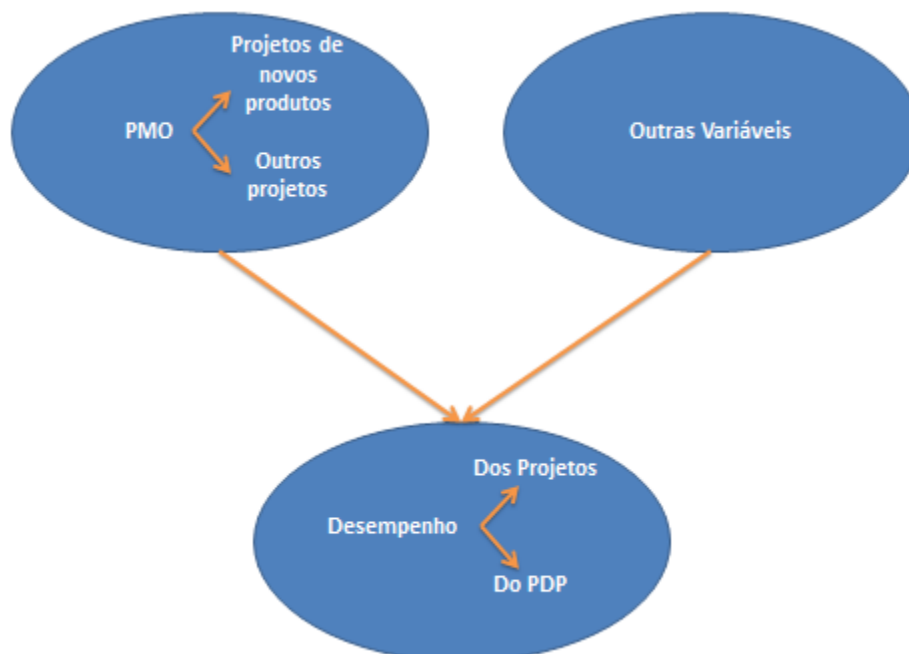 Projetos de
novos
produtos
PMO
Outros
projetos
Outras Variáveis
Dos Projetos
Desempenho
Do PDP